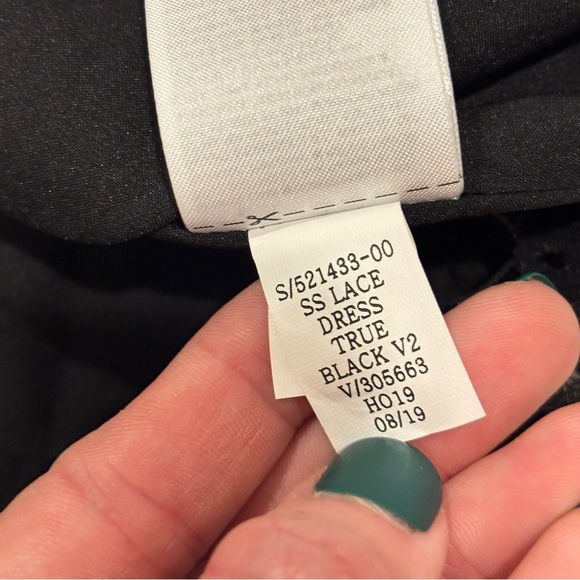 S/521433-00
SS LACE
DRESS
TRUE
BLACK V2
V/305663
HO19
08/19